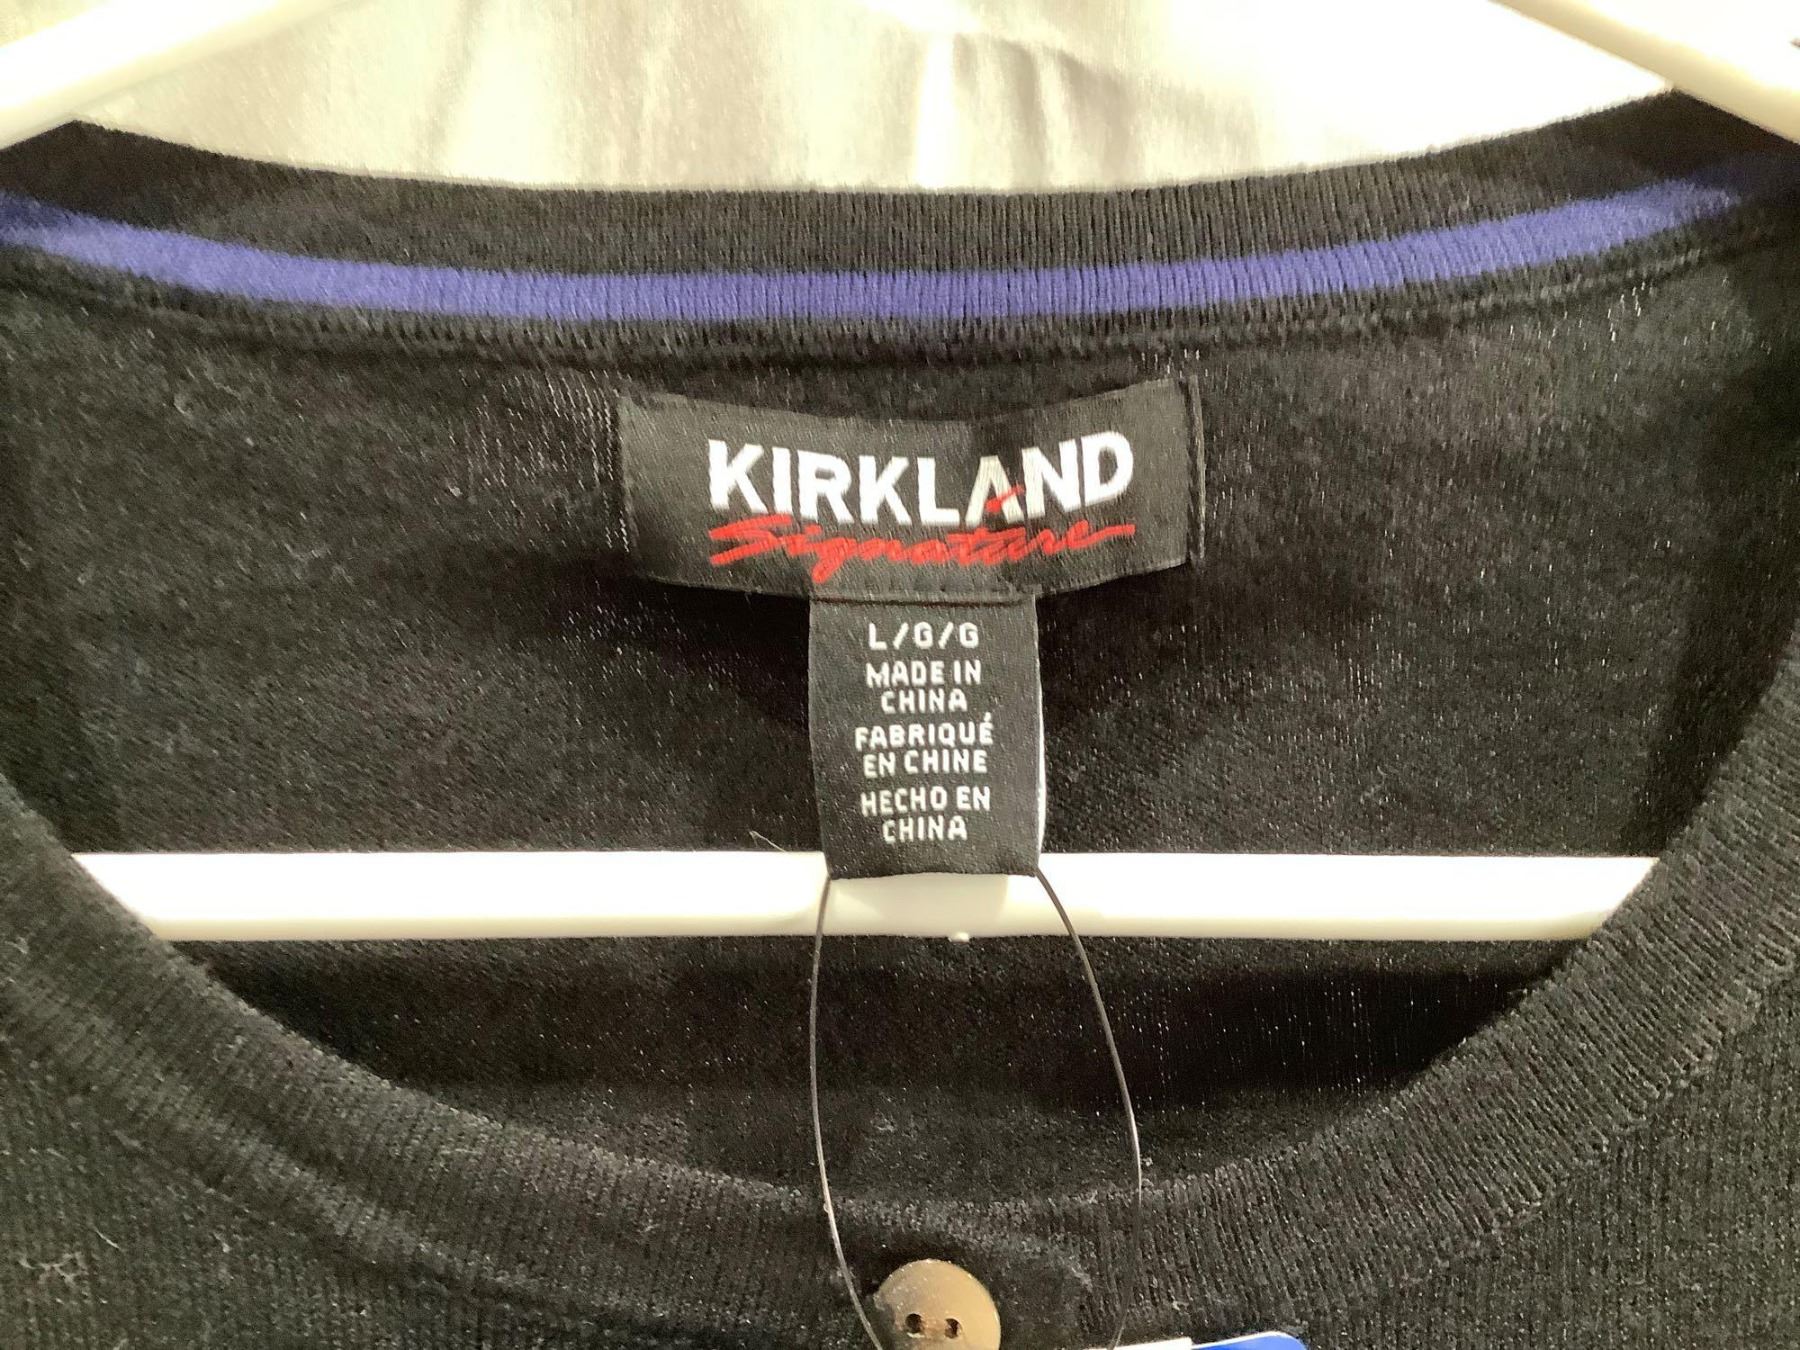 KIRKLAND
Signature
L/G/G
MADE IN
CHINA
FABRIQUÉ
EN CHINE
HECHO EN
CHINA